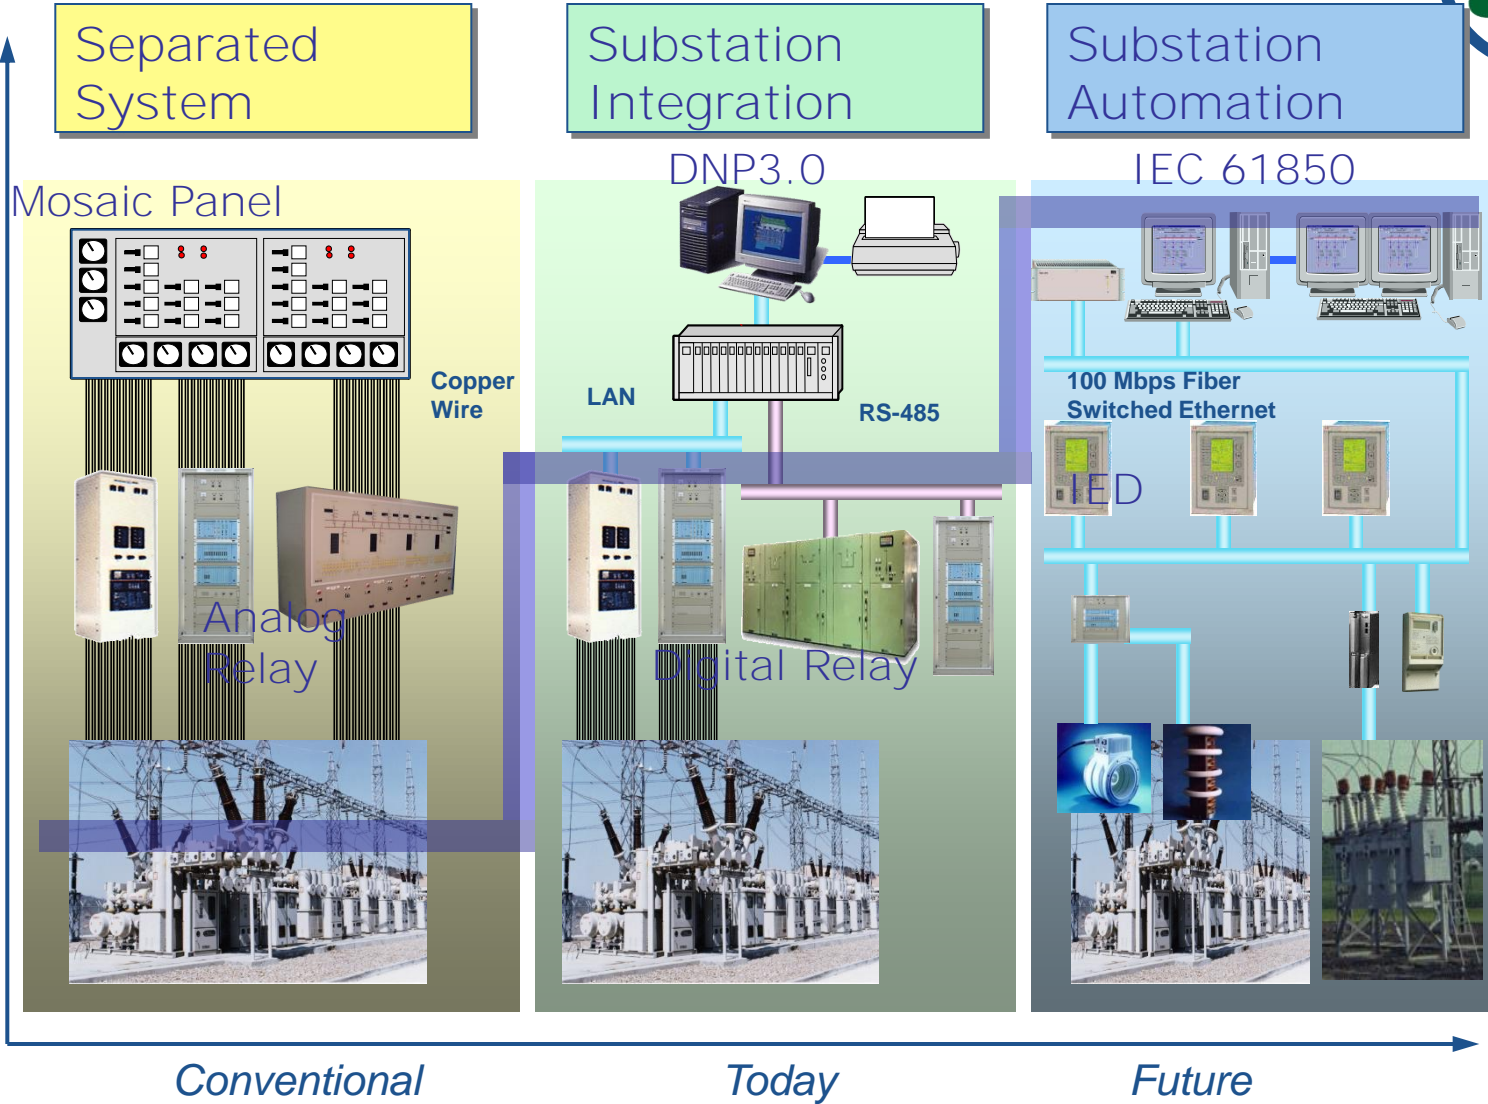 Separated
System
Substation
Integration
Substation
Automation
DNP3.0
IEC 61850
Mosaic Panel
Copper
Wire
LAN
RS-485
100 Mbps Fiber
Switched Ethernet
IED
Analog
Relay
Digital Relay
Conventional
Today
Future